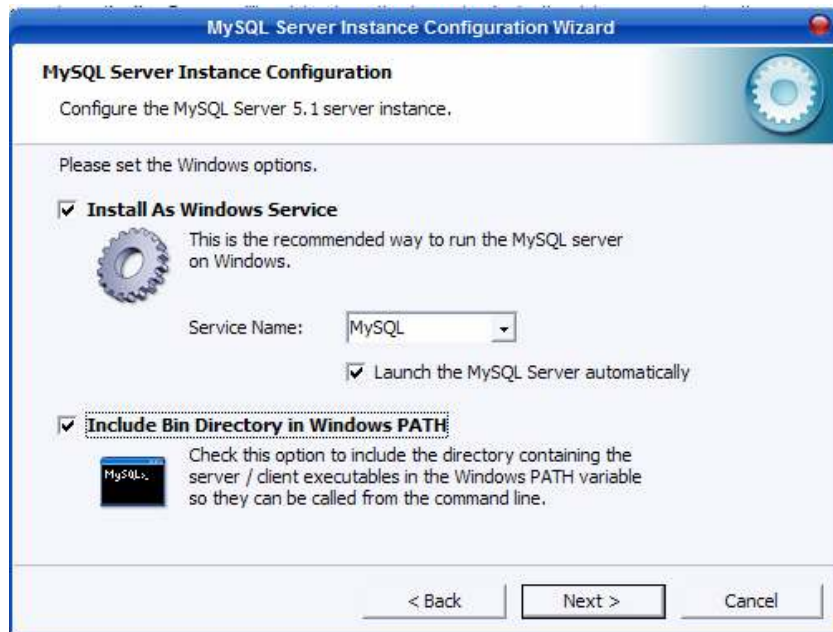 MySQL Server Instance Configuration Wizard
MySQL Server Instance Configuration
Configure the MySQL Server 5.1 server instance.
Please set the Windows options.
Install As Windows Service
This is the recommended way to run the MySQL server
on Windows.
Service Name: MySQL
Launch the MySQL Server automatically
Include Bin Directory in Windows PATH
MySQL>_
Check this option to include the directory containing the
server / client executables in the Windows PATH variable
so they can be called from the command line.
< Back Next > Cancel